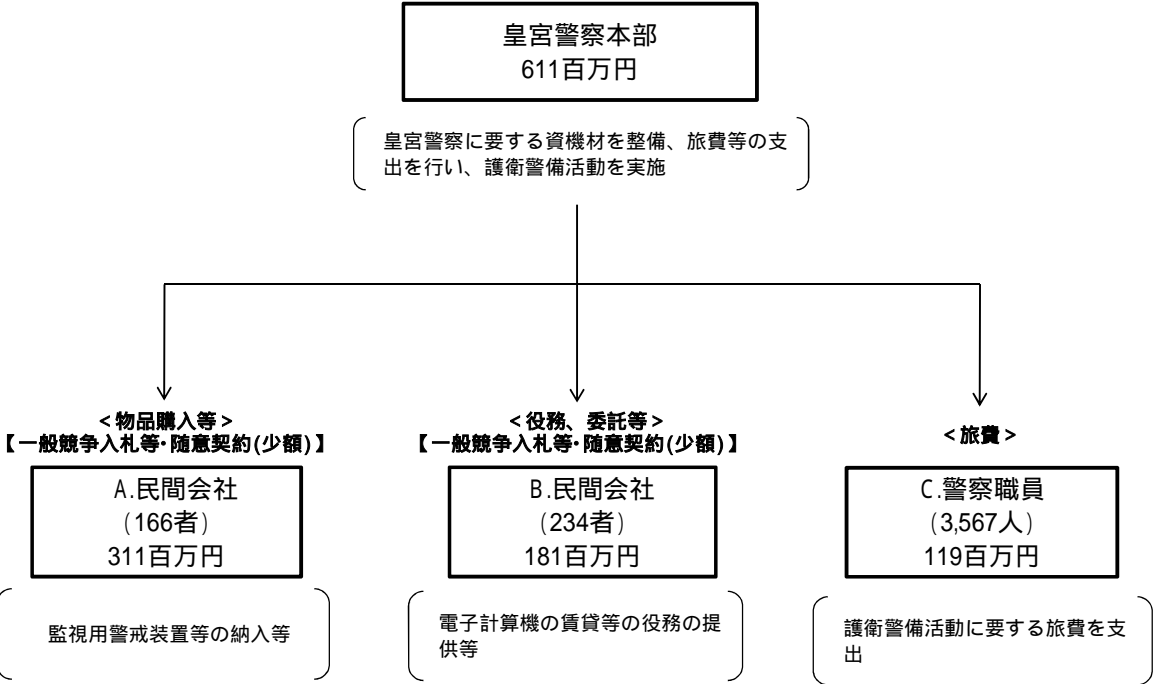 皇宮警察本部
611百万円
皇宮警察に要する資機材を整備、旅費等の支
出を行い、護衛警備活動を実施
＜物品購入等＞
【一般競争入札等・随意契約(少額)】
A.民間会社
(166者)
311百万円
監視用警戒装置等の納入等
＜役務、委託等＞
【一般競争入札等・随意契約(少額)】
B.民間会社
(234者)
181百万円
電子計算機の賃貸等の役務の提
供等
＜旅費＞
C.警察職員
(3,567人)
119百万円
護衛警備活動に要する旅費を支
出